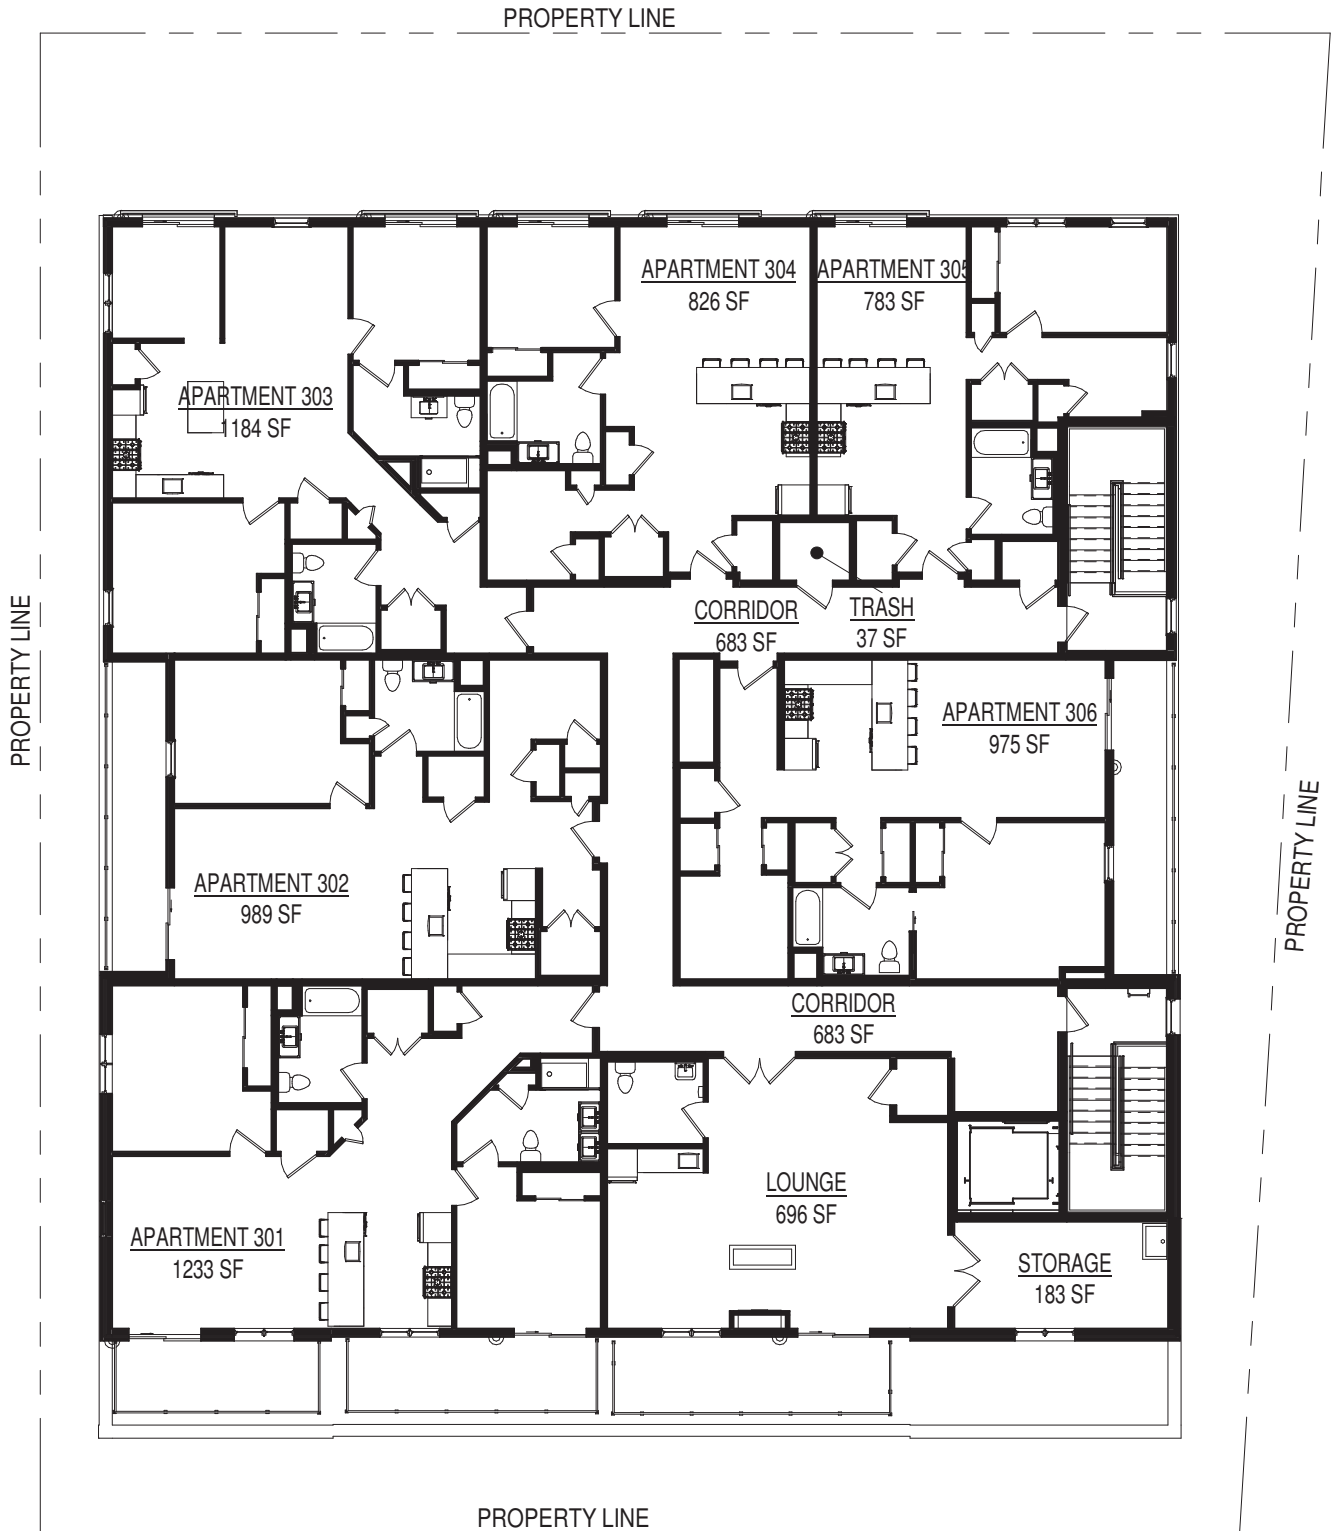 PROPERTY LINE
APARTMENT 304
826 SF
APARTMENT 305
783 SF
APARTMENT 303
1184 SF
CORRIDOR
683 SF
TRASH
37 SF
PROPERTY LINE
APARTMENT 306
975 SF
PROPERTY LINE
APARTMENT 302
989 SF
CORRIDOR
683 SF
LOUNGE
696 SF
APARTMENT 301
1233 SF
STORAGE
183 SF
PROPERTY LINE